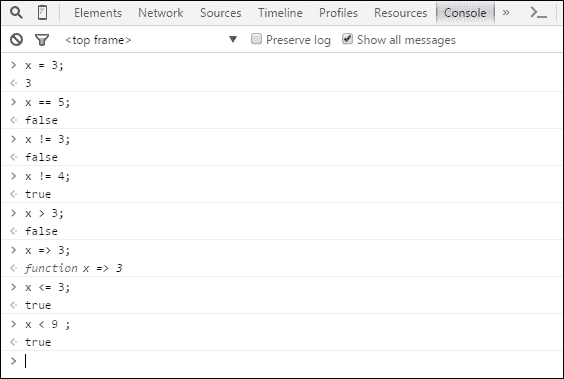 Elements Network Sources Timeline Profiles Resources Console »
<top frame> ▼ Preserve log Show all messages
> x = 3;
< 3
> x == 5;
< false
> x != 3;
< false
> x != 4;
< true
> x > 3;
< false
> x => 3;
< function x => 3
> x <= 3;
< true
> x < 9 ;
< true
>